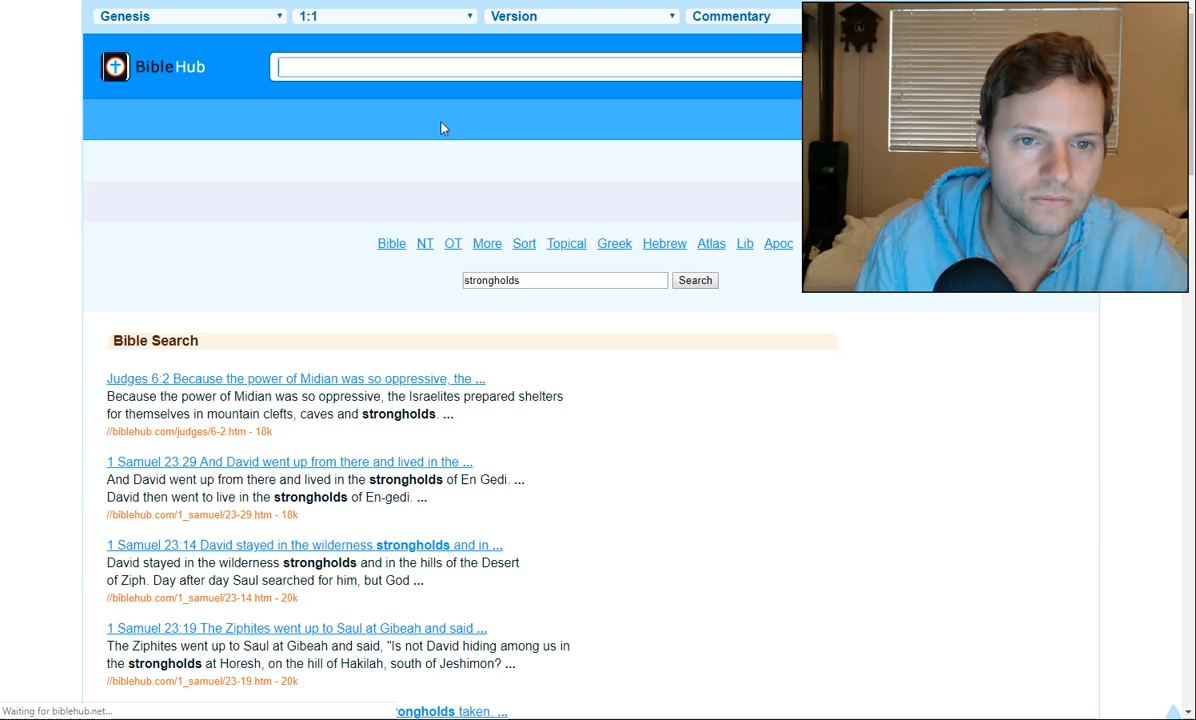 Genesis 1:1 Version Commentary
BibleHub
Bible NT OT More Sort Topical Greek Hebrew Atlas Lib Apoc
strongholds Search
Bible Search
Judges 6:2 Because the power of Midian was so oppressive, the ...
Because the power of Midian was so oppressive, the Israelites prepared shelters
for themselves in mountain clefts, caves and strongholds. ...
//biblehub.com/judges/6-2.htm - 18k
1 Samuel 23:29 And David went up from there and lived in the ...
And David went up from there and lived in the strongholds of En Gedi. ...
David then went to live in the strongholds of En-gedi. ...
//biblehub.com/1_samuel/23-29.htm - 18k
1 Samuel 23:14 David stayed in the wilderness strongholds and in ...
David stayed in the wilderness strongholds and in the hills of the Desert
of Ziph. Day after day Saul searched for him, but God ...
//biblehub.com/1_samuel/23-14.htm - 20k
1 Samuel 23:19 The Ziphites went up to Saul at Gibeah and said ...
The Ziphites went up to Saul at Gibeah and said, "Is not David hiding among us in
the strongholds at Horesh, on the hill of Hakilah, south of Jeshimon? ...
//biblehub.com/1_samuel/23-19.htm - 20k
Waiting for biblehub.net... ongholds taken. ...